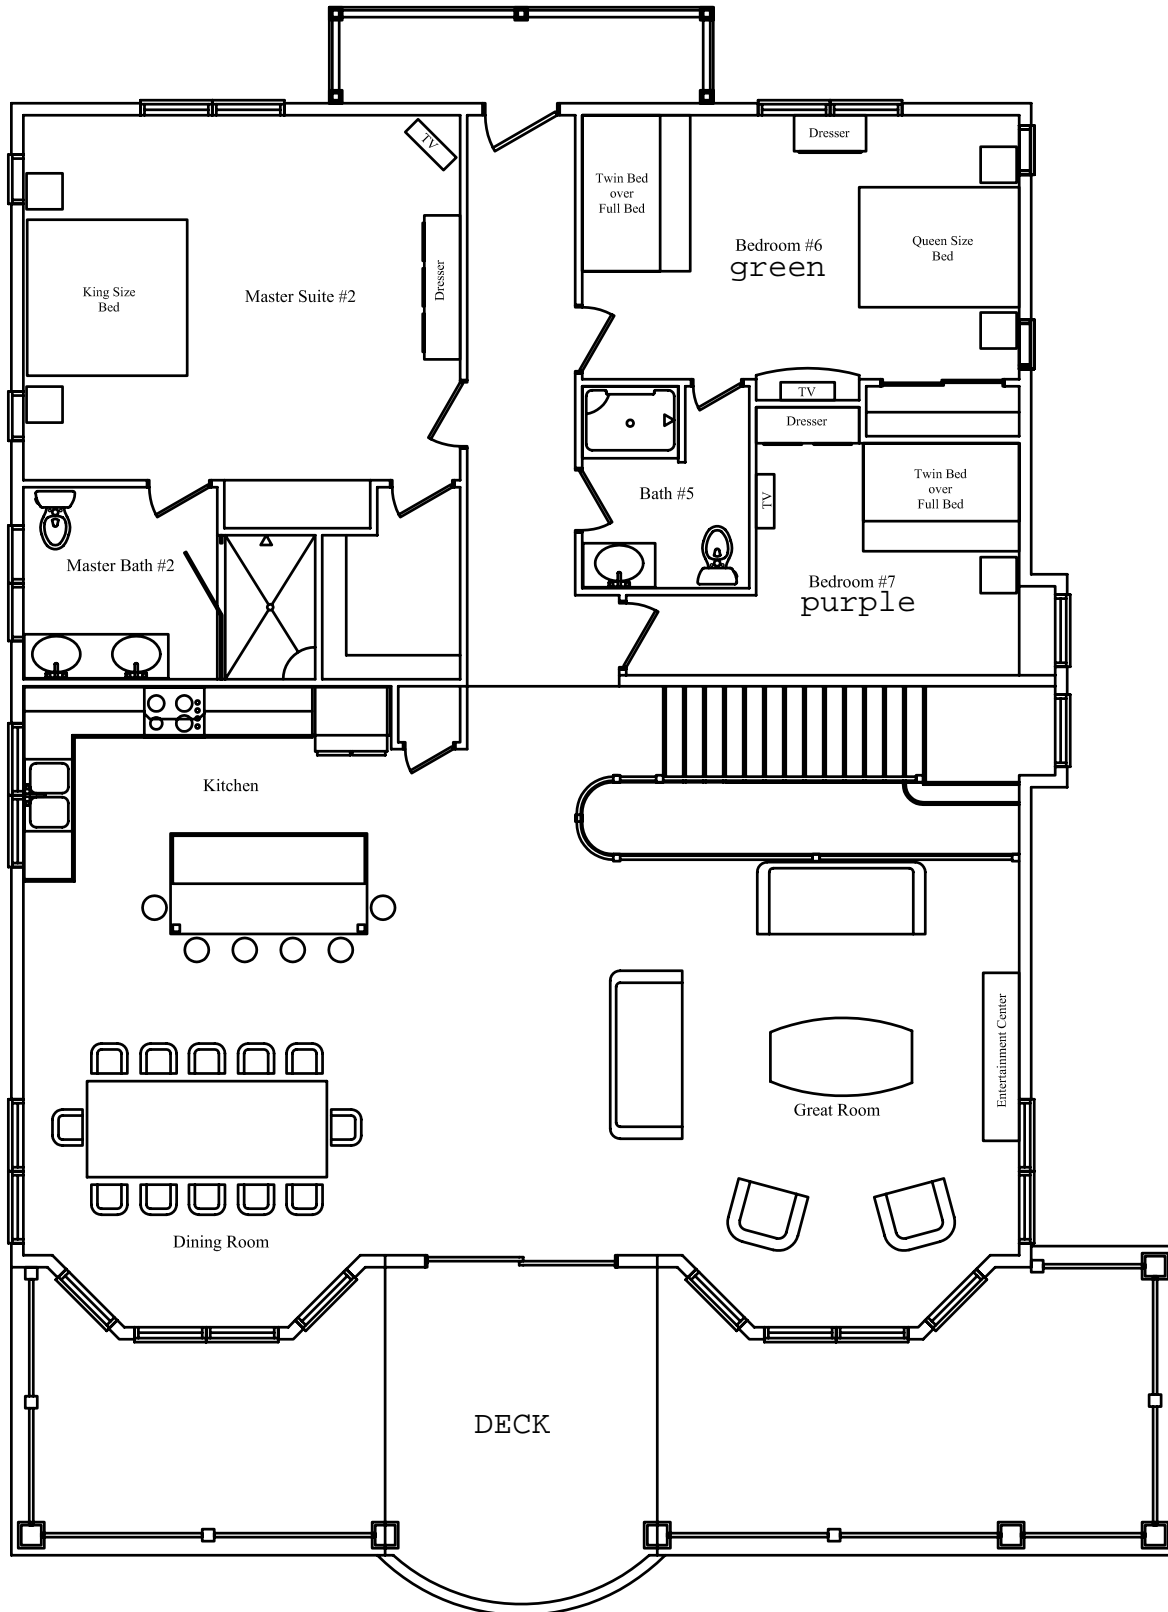 TV
Dresser
Twin Bed
over
Full Bed
Bedroom #6
green
Queen Size
Bed
King Size
Bed
Master Suite #2
Dresser
TV
Dresser
Bath #5
TV
Twin Bed
over
Full Bed
Master Bath #2
Bedroom #7
purple
Kitchen
Entertainment Center
Great Room
Dining Room
DECK